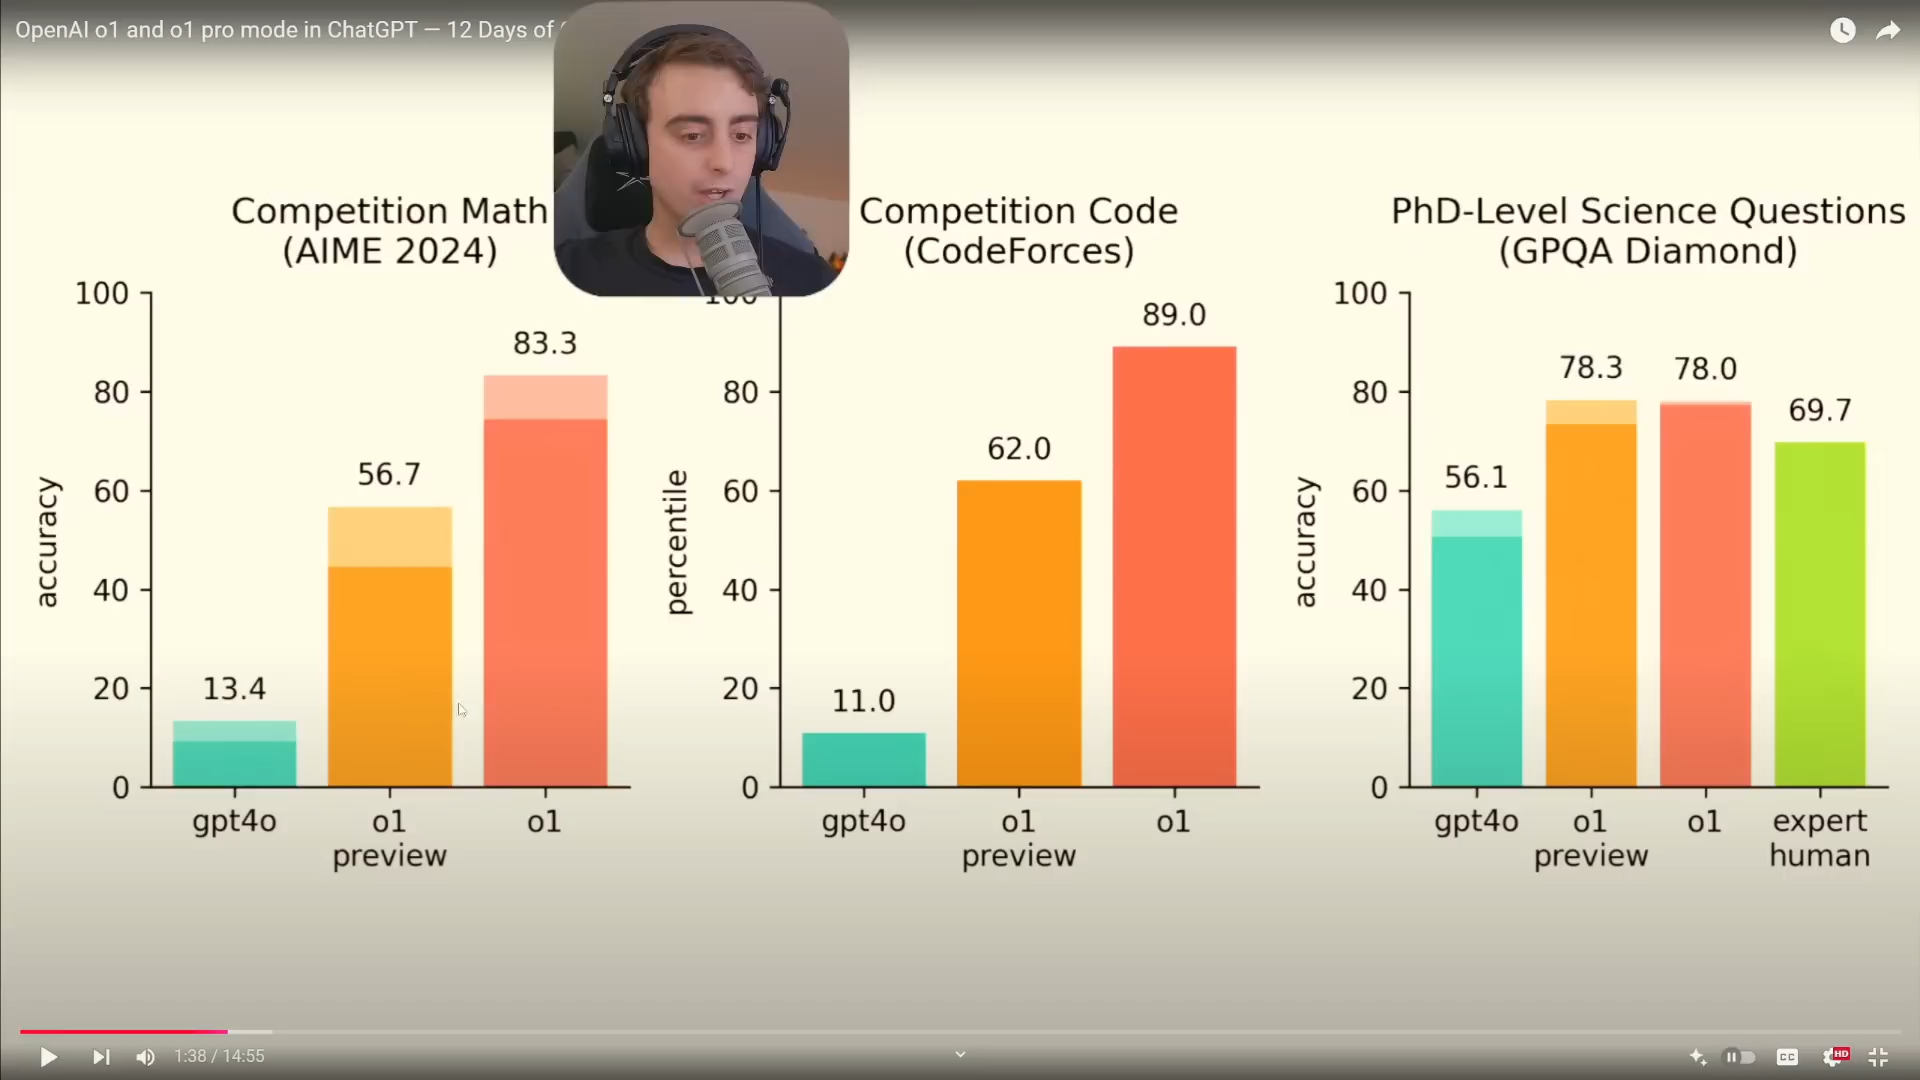 OpenAI o1 and o1 pro mode in ChatGPT — 12 Days of
Competition Math
(AIME 2024)
100
80
60
40
20
0
accuracy
13.4
56.7
83.3
gpt4o
o1
preview
o1
Competition Code
(CodeForces)
100
80
60
40
20
0
percentile
11.0
62.0
89.0
gpt4o
o1
preview
o1
PhD-Level Science Questions
(GPQA Diamond)
100
80
60
40
20
0
accuracy
56.1
78.3
78.0
69.7
gpt4o
o1
preview
o1
expert
human
1:38 / 14:55
CC
HD